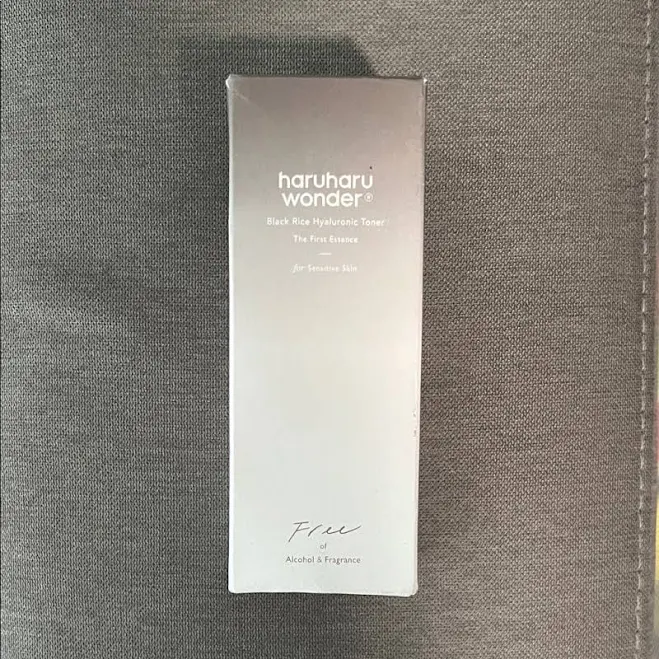 haruharu
wonder®
Black Rice Hyaluronic Toner
The First Essence
for Sensitive Skin
Free
of
Alcohol & Fragrance